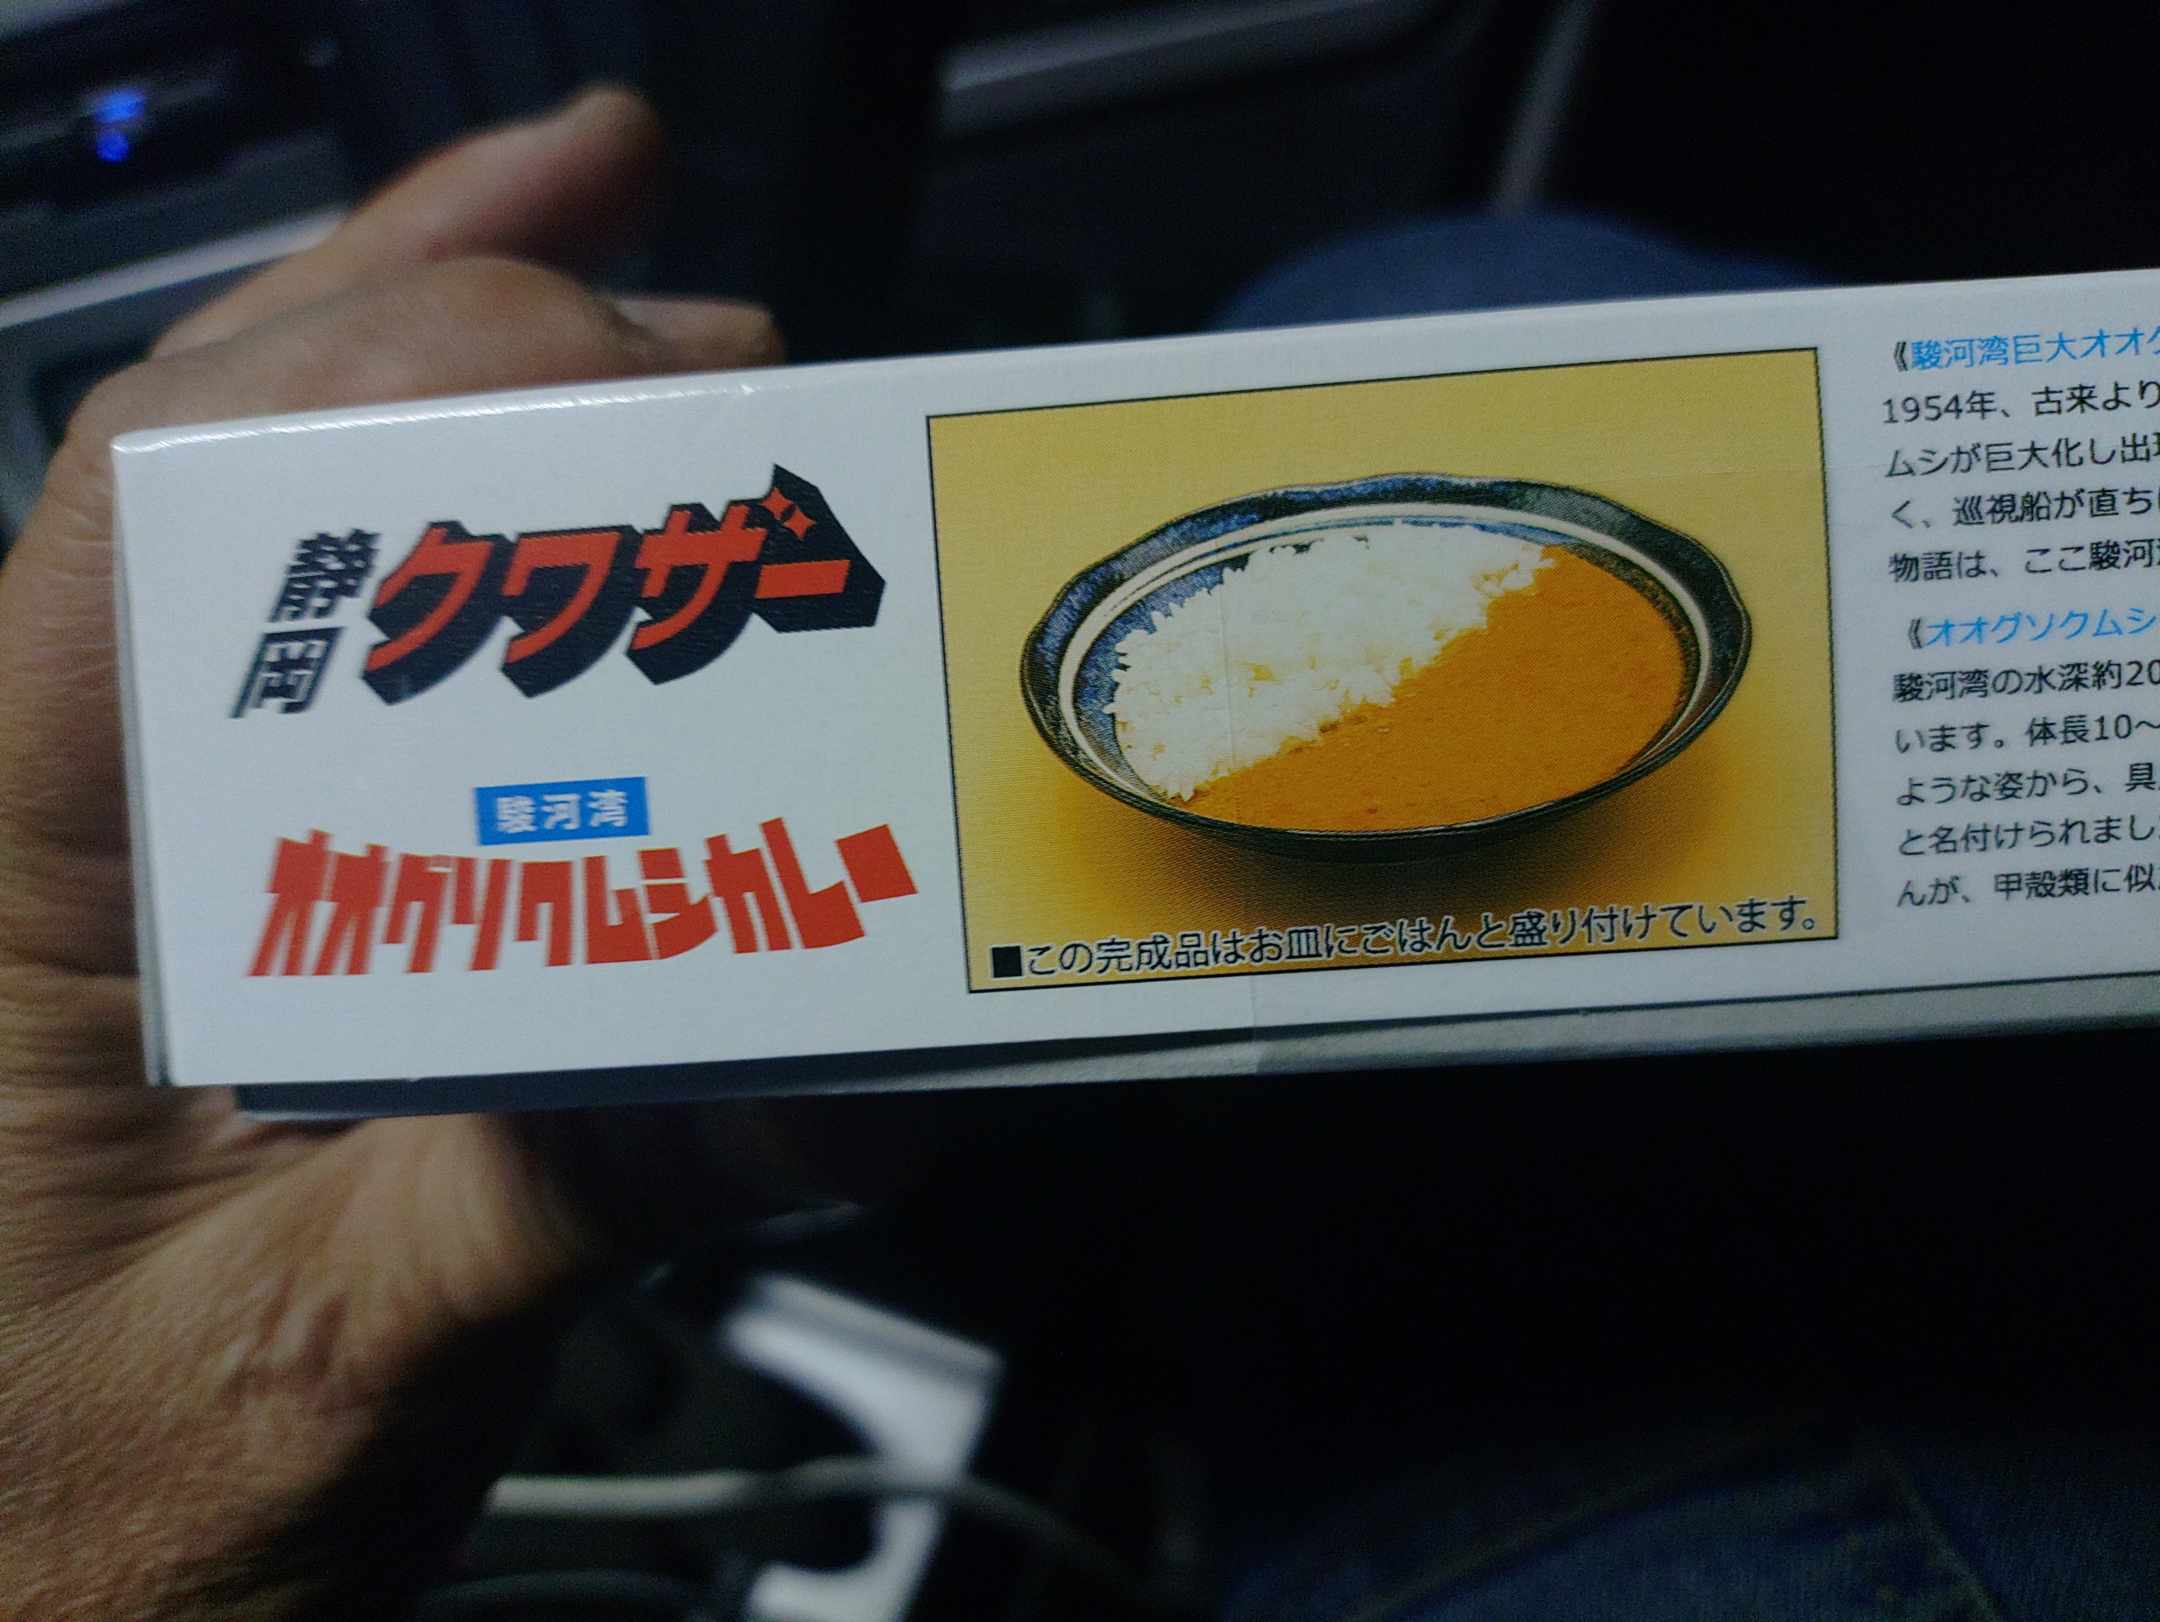 静岡クワザー
駿河湾
オオグソクムシカレー
■この完成品はお皿にごはんと盛り付けています。
《駿河湾巨大オオグ
1954年、古来より
ムシが巨大化し出現
く、巡視船が直ち
物語は、ここ駿河湾
《オオグソクムシ
駿河湾の水深約20
います。体長10～
ような姿から、具
と名付けられまし
んが、甲殻類に似